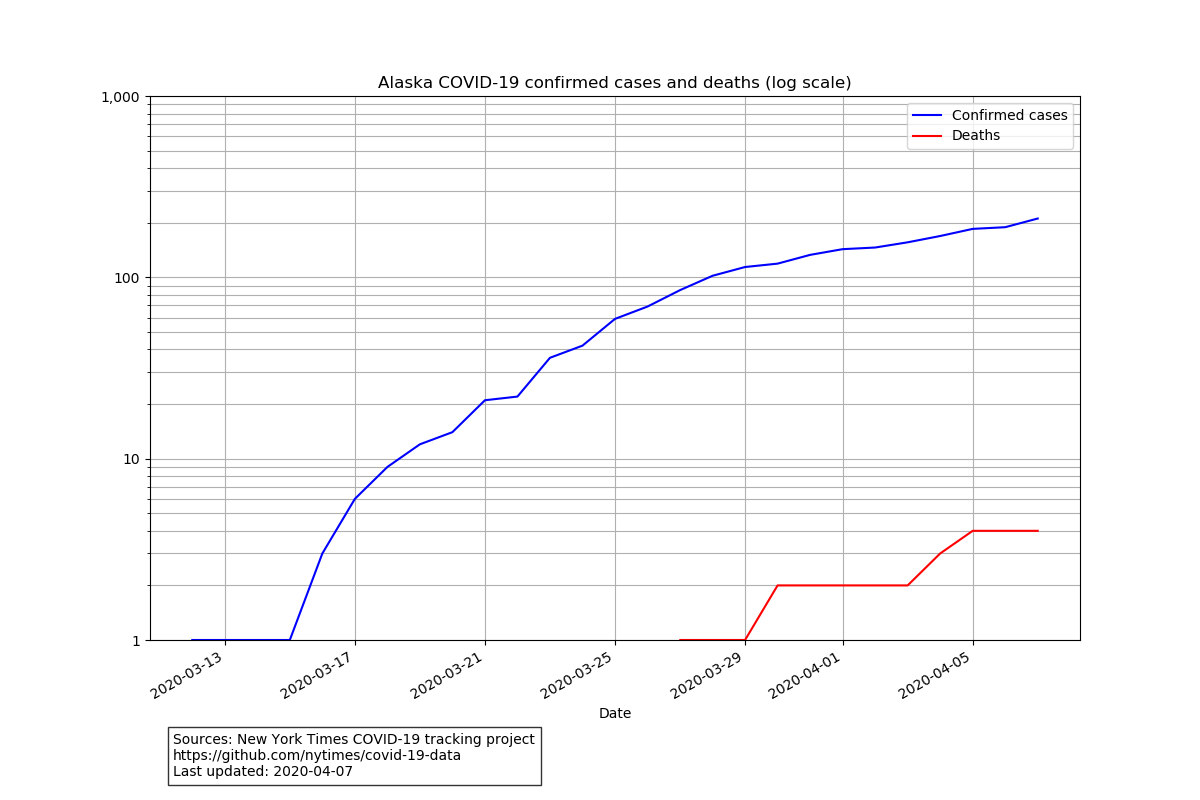 Alaska COVID-19 confirmed cases and deaths (log scale)
1,000
100
10
1
Confirmed cases
Deaths
2020-03-13
2020-03-17
2020-03-21
2020-03-25
2020-03-29
2020-04-01
2020-04-05
Date
Sources: New York Times COVID-19 tracking project
https://github.com/nytimes/covid-19-data
Last updated: 2020-04-07